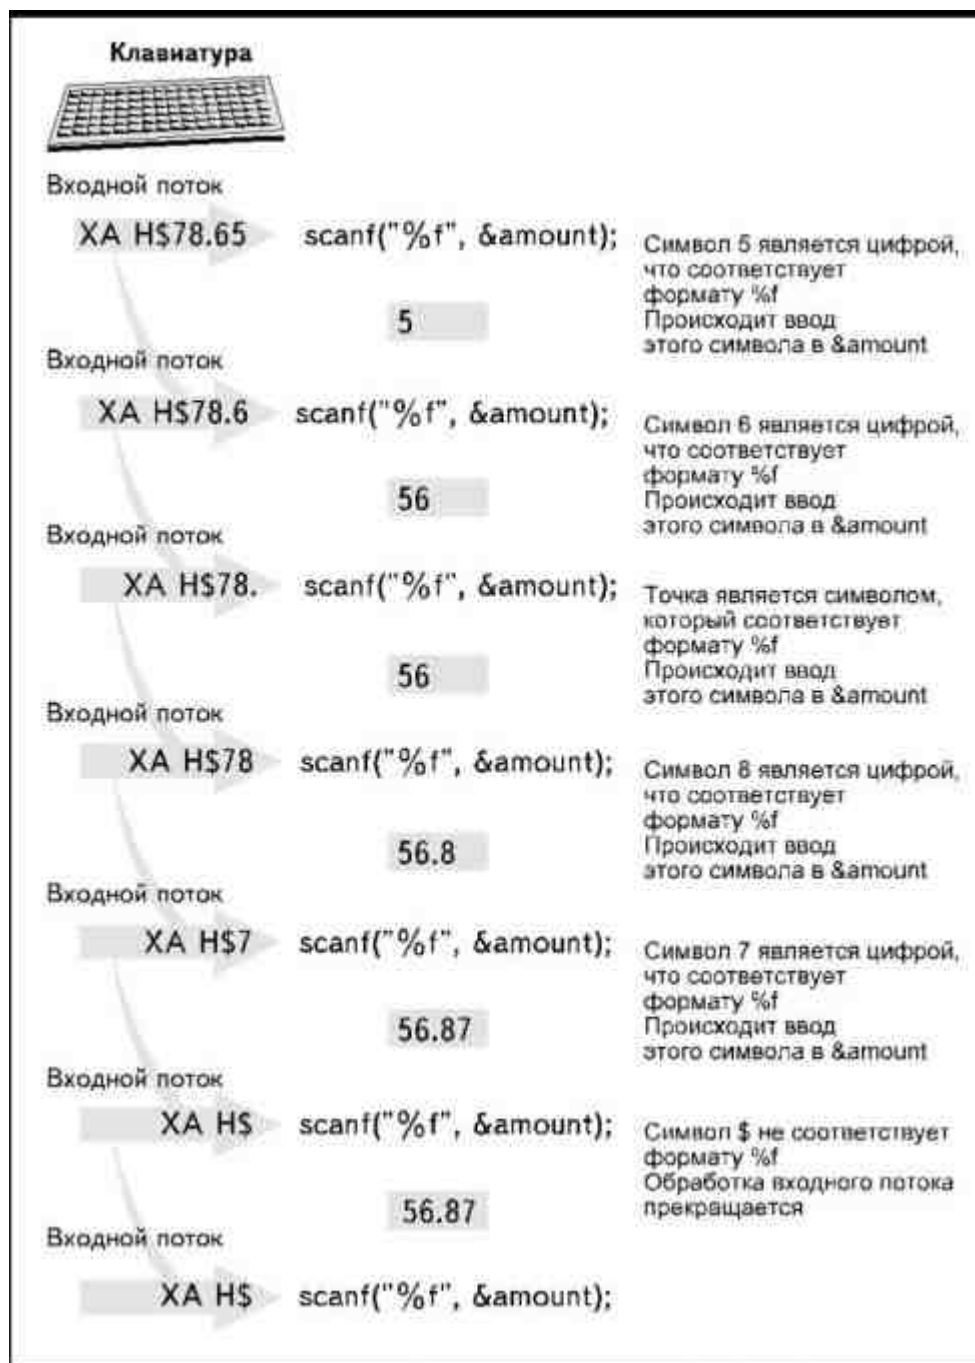 Клавиатура
Входной поток
XA H$78.65
scanf("%f", &amount);
Символ 5 является цифрой,
что соответствует
формату %f
Происходит ввод
этого символа в &amount
5
Входной поток
XA H$78.6
scanf("%f", &amount);
Символ 6 является цифрой,
что соответствует
формату %f
Происходит ввод
этого символа в &amount
56
Входной поток
XA H$78.
scanf("%f", &amount);
Точка является символом,
который соответствует
формату %f
Происходит ввод
этого символа в &amount
56
Входной поток
XA H$78
scanf("%f", &amount);
Символ 8 является цифрой,
что соответствует
формату %f
Происходит ввод
этого символа в &amount
56.8
Входной поток
XA H$7
scanf("%f", &amount);
Символ 7 является цифрой,
что соответствует
формату %f
Происходит ввод
этого символа в &amount
56.87
Входной поток
XA H$
scanf("%f", &amount);
Символ $ не соответствует
формату %f
Обработка входного потока
прекращается
56.87
Входной поток
XA H$
scanf("%f", &amount);